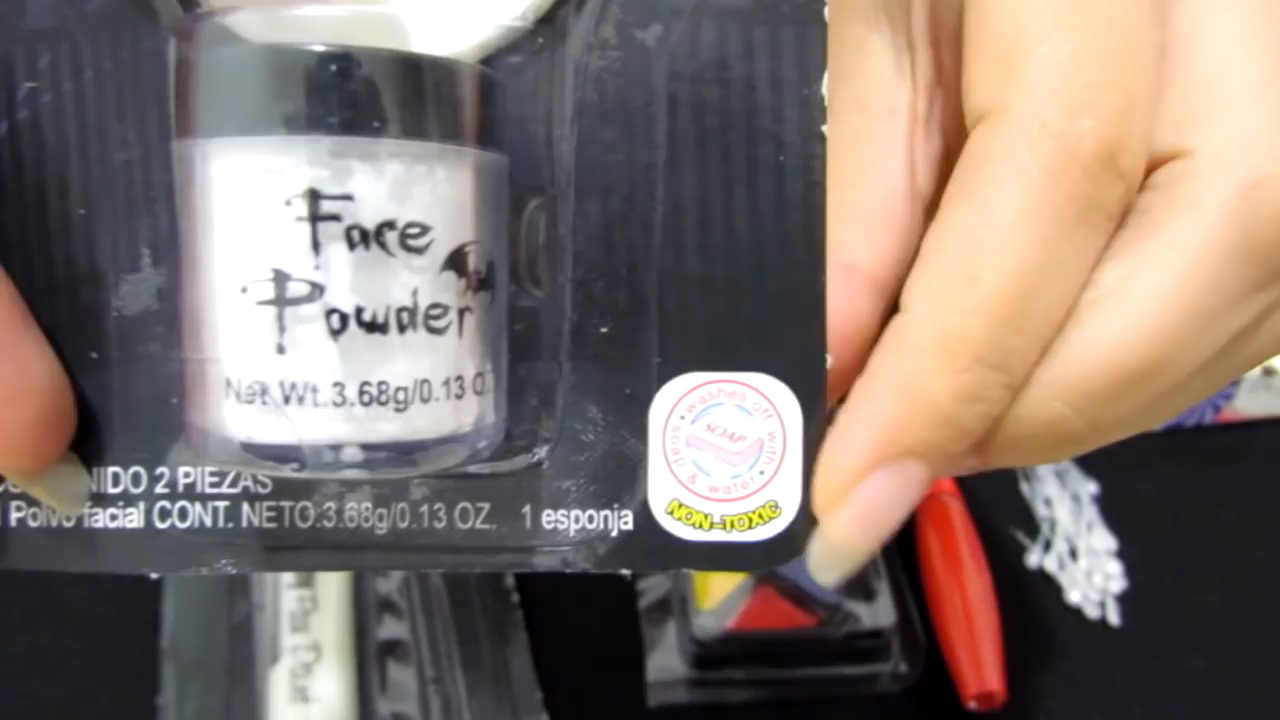 Face
Powder
Net Wt.3.68g/0.13
NIDO 2 PIEZAS
Polvo facial CONT. NETO:3.68g/0.13 OZ, 1 esponja
washes off with
soap & water
SOAP
NON-TOXIC